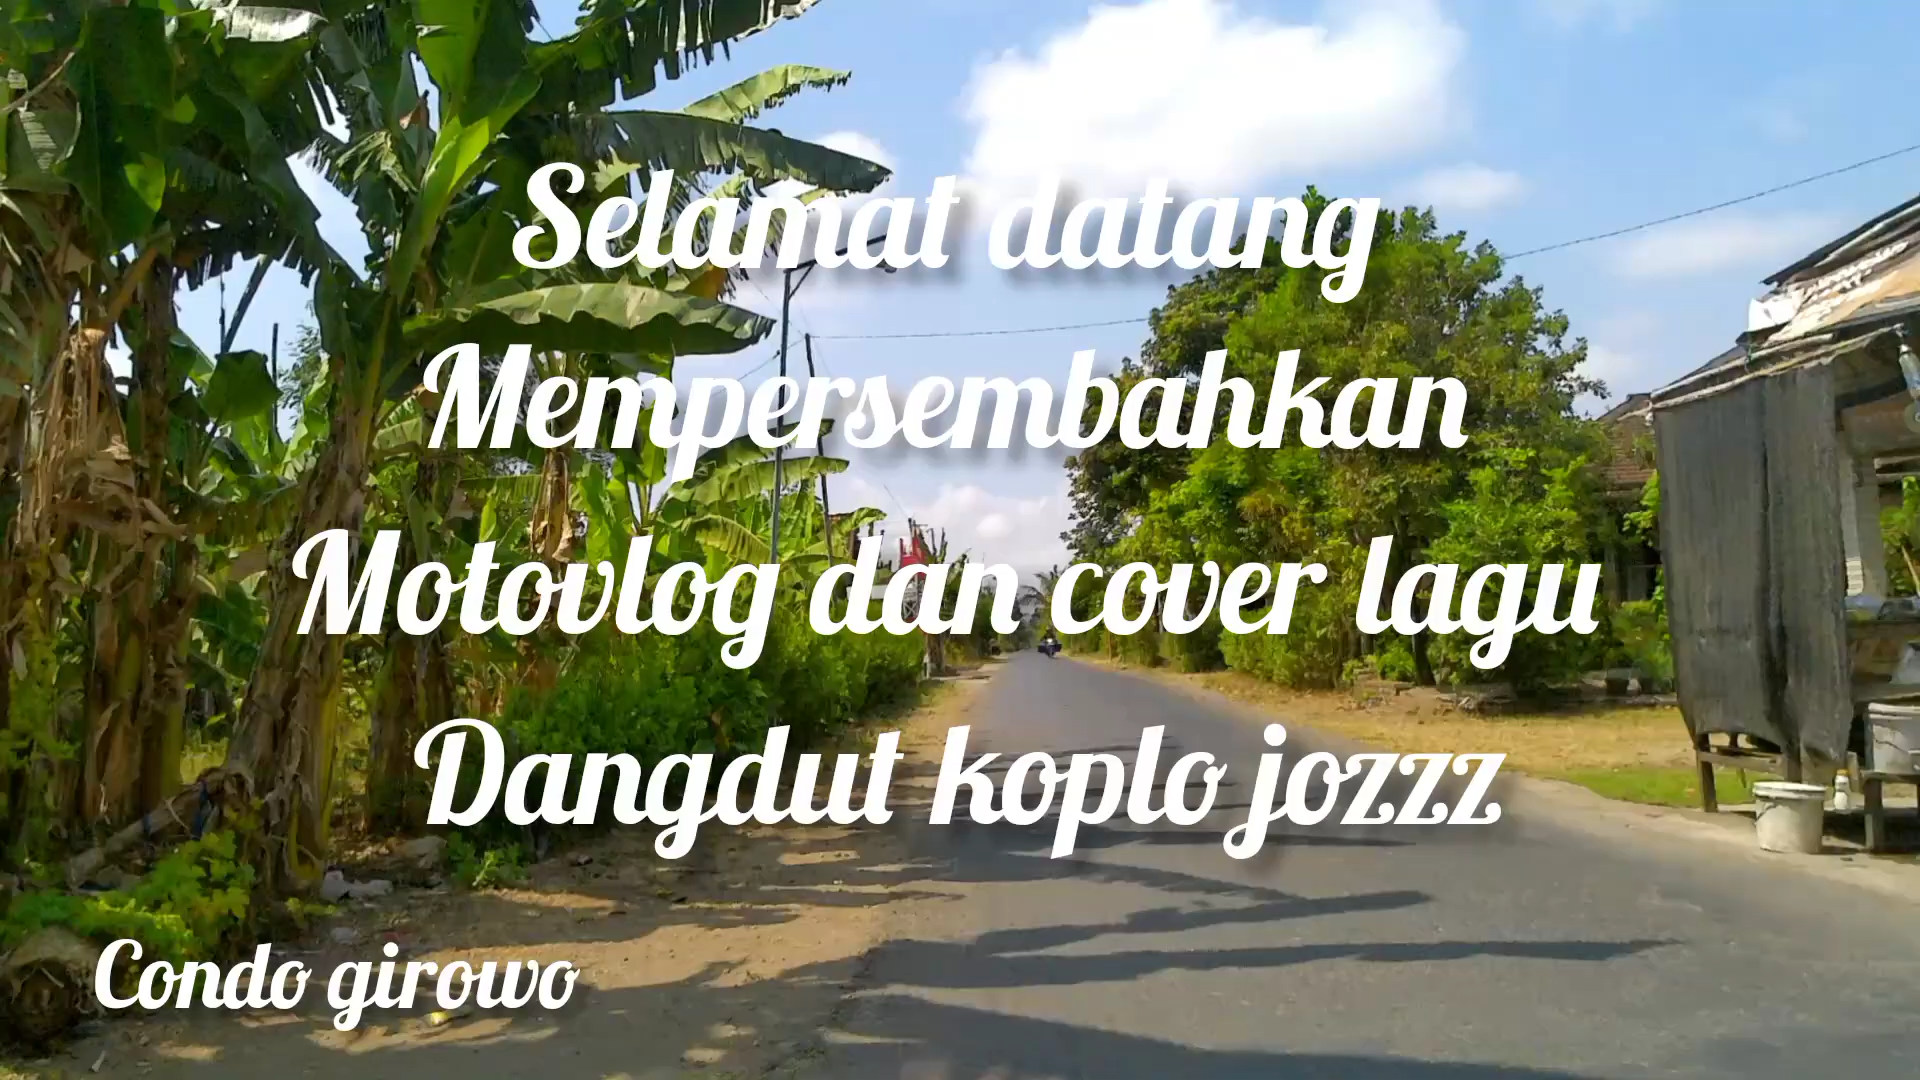 Selamat datang
Mempersembahkan
Motovlog dan cover lagu
Dangdut koplo jozzz
Condo girowo